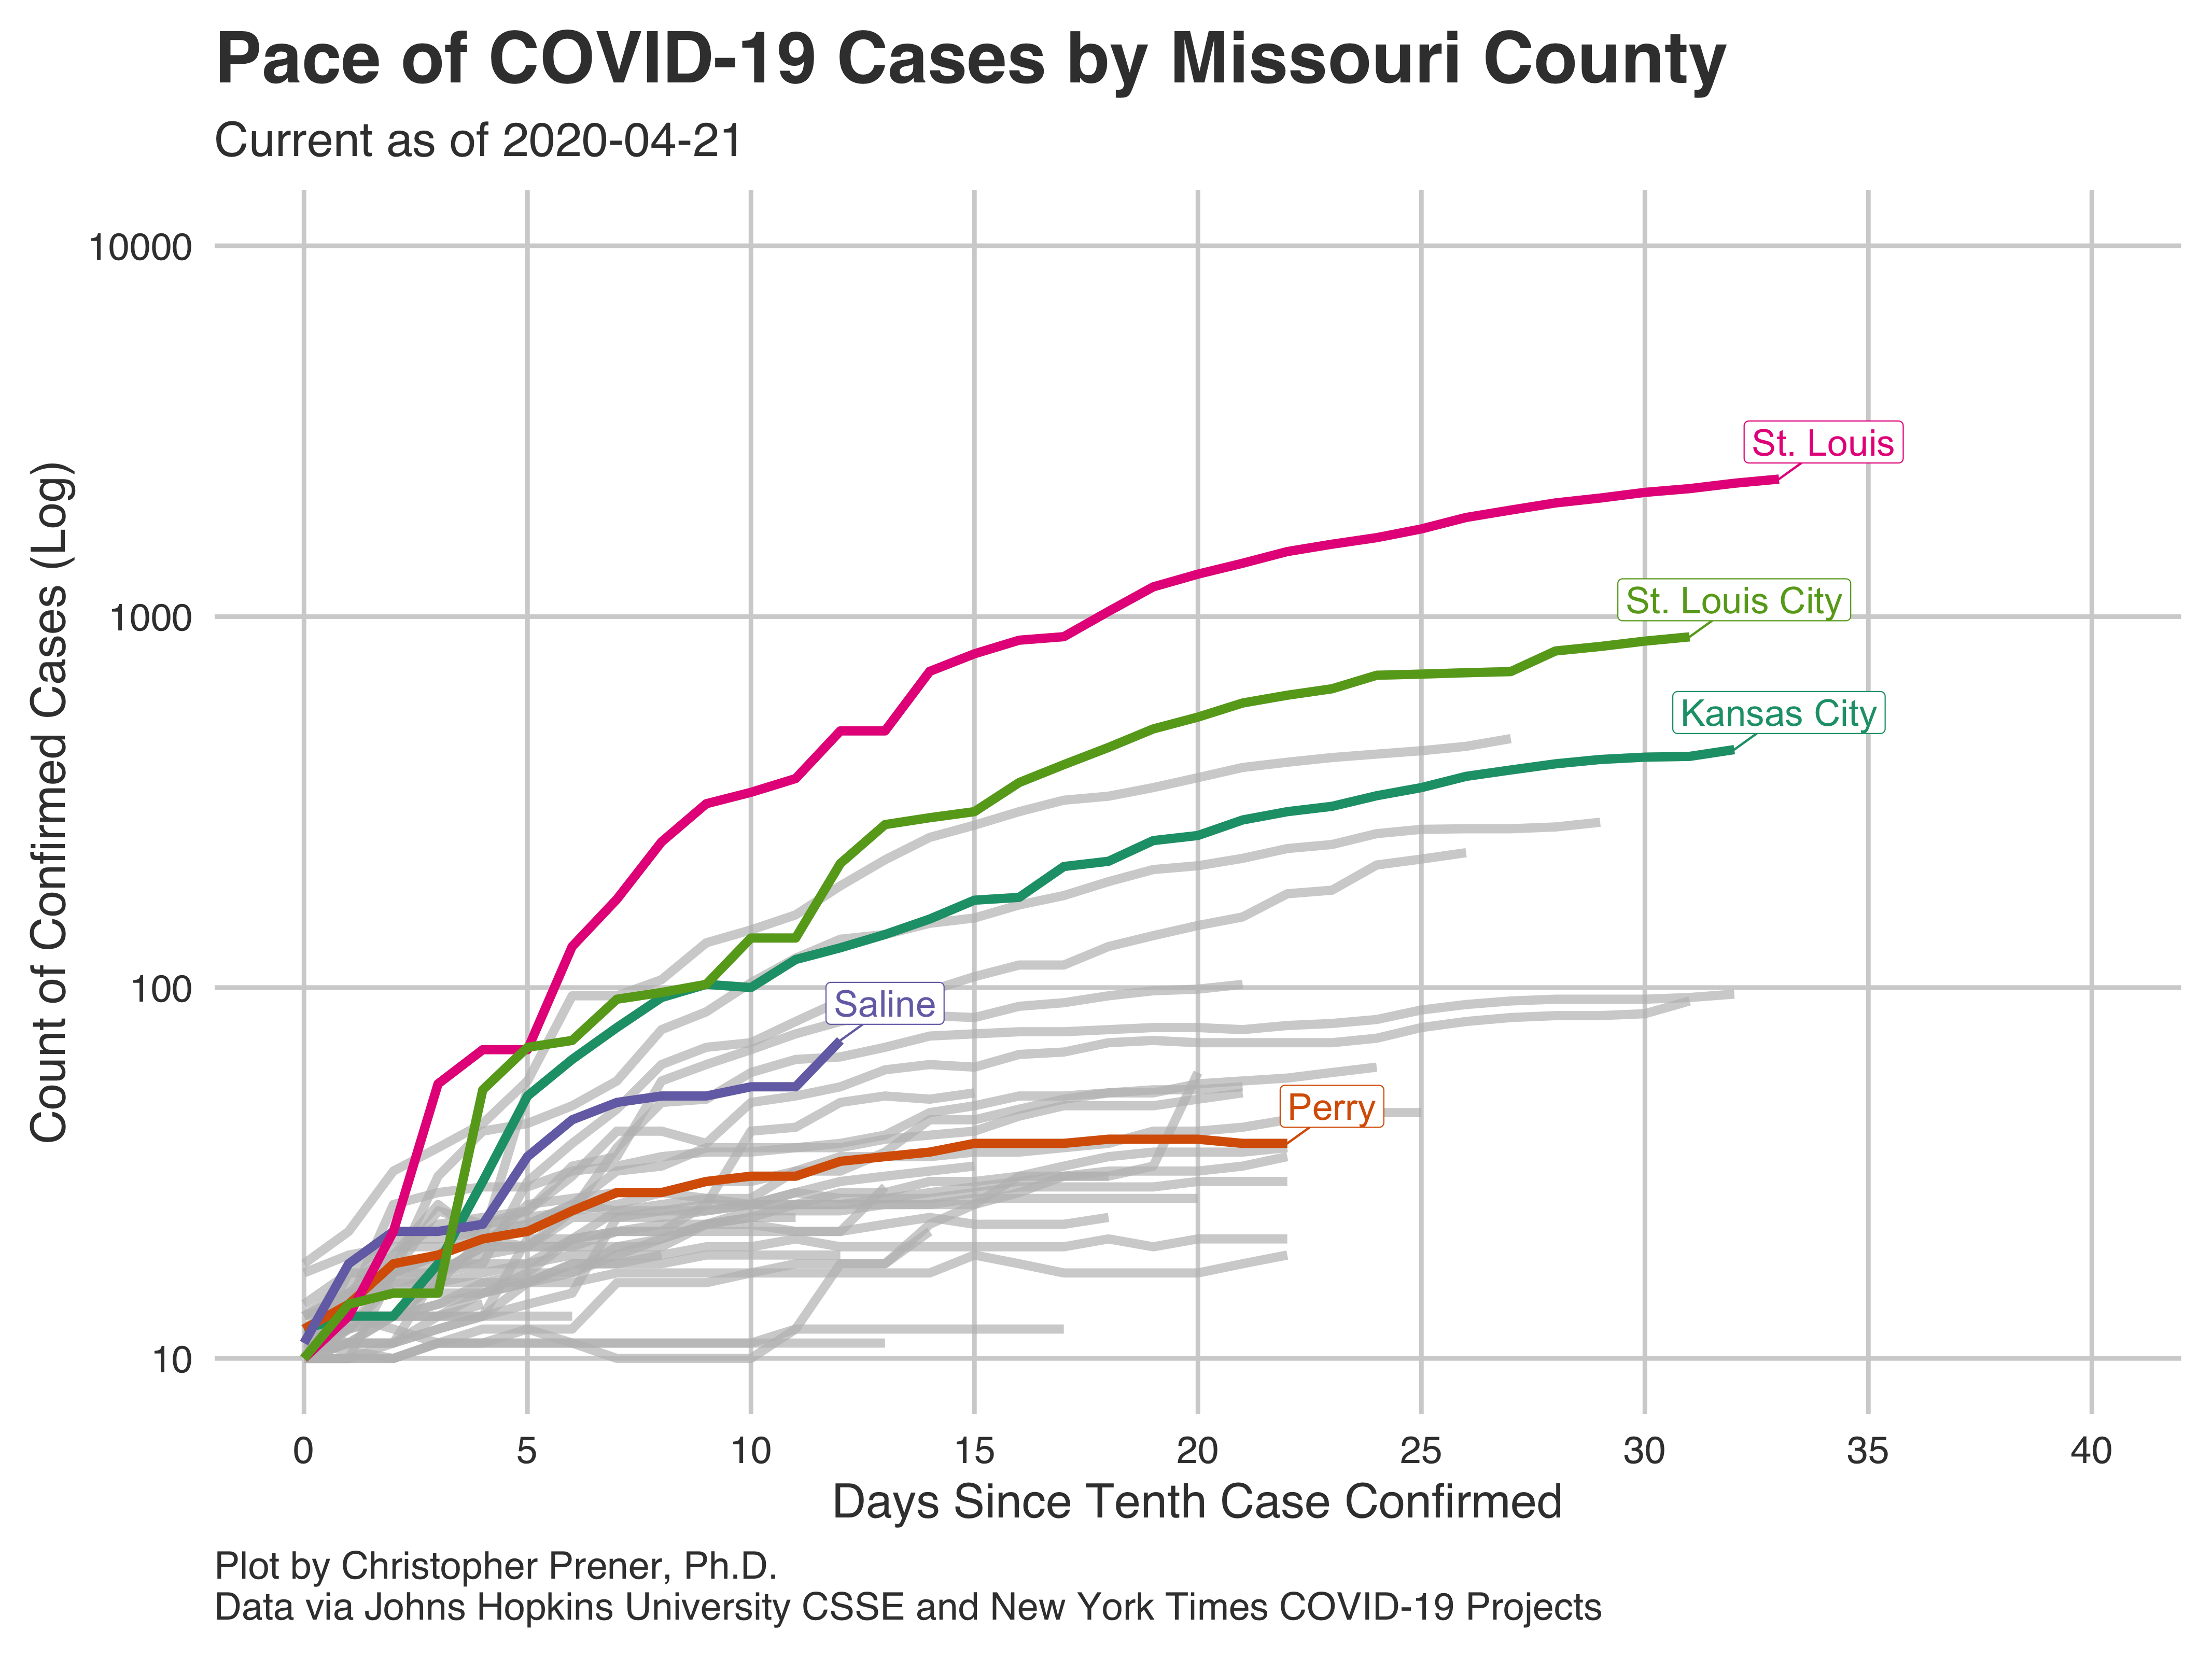 Pace of COVID-19 Cases by Missouri County
Current as of 2020-04-21
10000
1000
100
10
Count of Confirmed Cases (Log)
St. Louis
St. Louis City
Kansas City
Saline
Perry
0 5 10 15 20 25 30 35 40
Days Since Tenth Case Confirmed
Plot by Christopher Prener, Ph.D.
Data via Johns Hopkins University CSSE and New York Times COVID-19 Projects